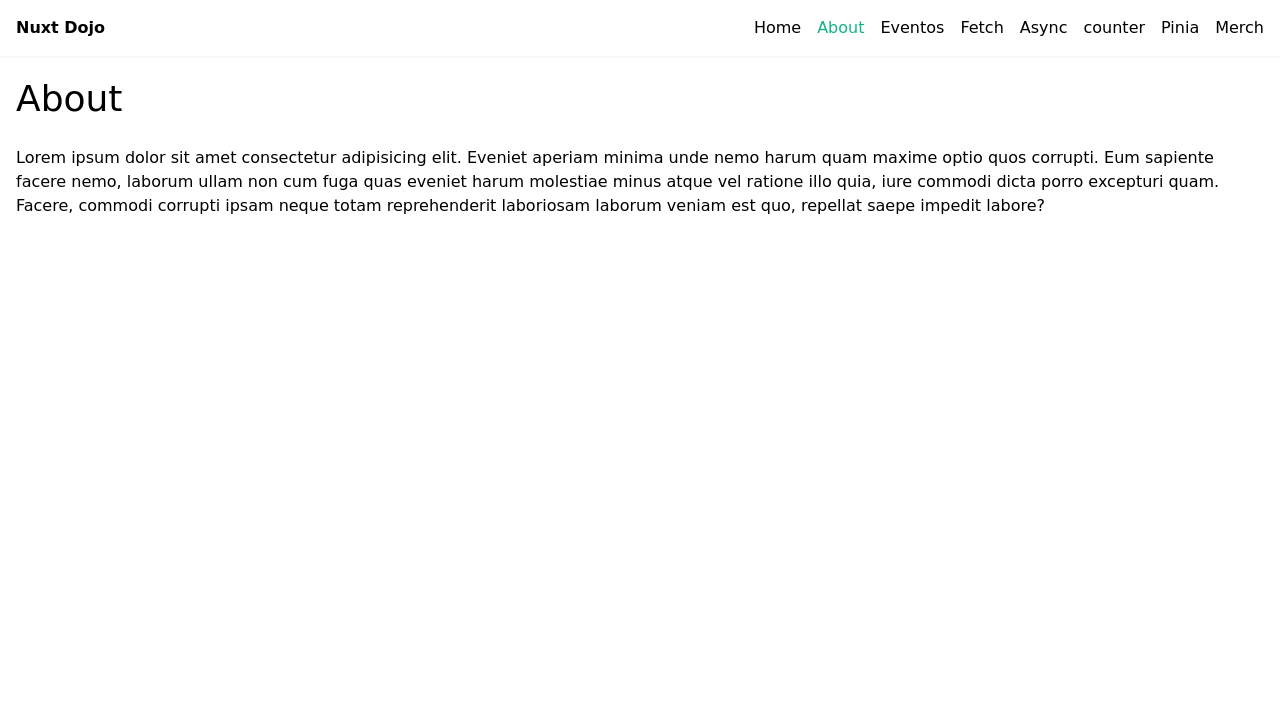 Nuxt Dojo
Home About Eventos Fetch Async counter Pinia Merch
About
Lorem ipsum dolor sit amet consectetur adipisicing elit. Eveniet aperiam minima unde nemo harum quam maxime optio quos corrupti. Eum sapiente
facere nemo, laborum ullam non cum fuga quas eveniet harum molestiae minus atque vel ratione illo quia, iure commodi dicta porro excepturi quam.
Facere, commodi corrupti ipsam neque totam reprehenderit laboriosam laborum veniam est quo, repellat saepe impedit labore?